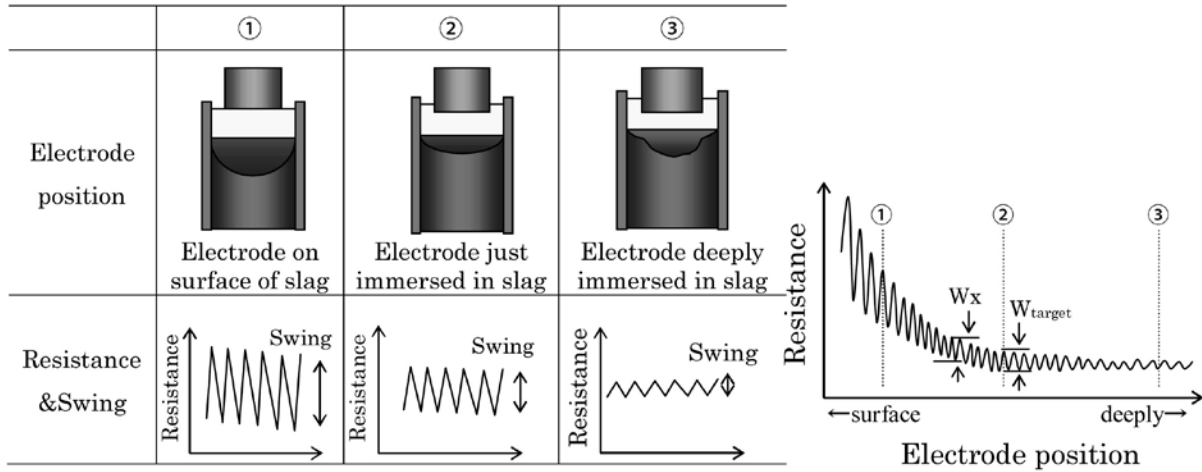 ① ② ③
Electrode
position
Electrode on
surface of slag
Electrode just
immersed in slag
Electrode deeply
immersed in slag
Resistance
&Swing
Resistance
Swing
Resistance
Swing
Resistance
Swing
Resistance
① ② ③
Wx
Wtarget
←surface deeply→
Electrode position